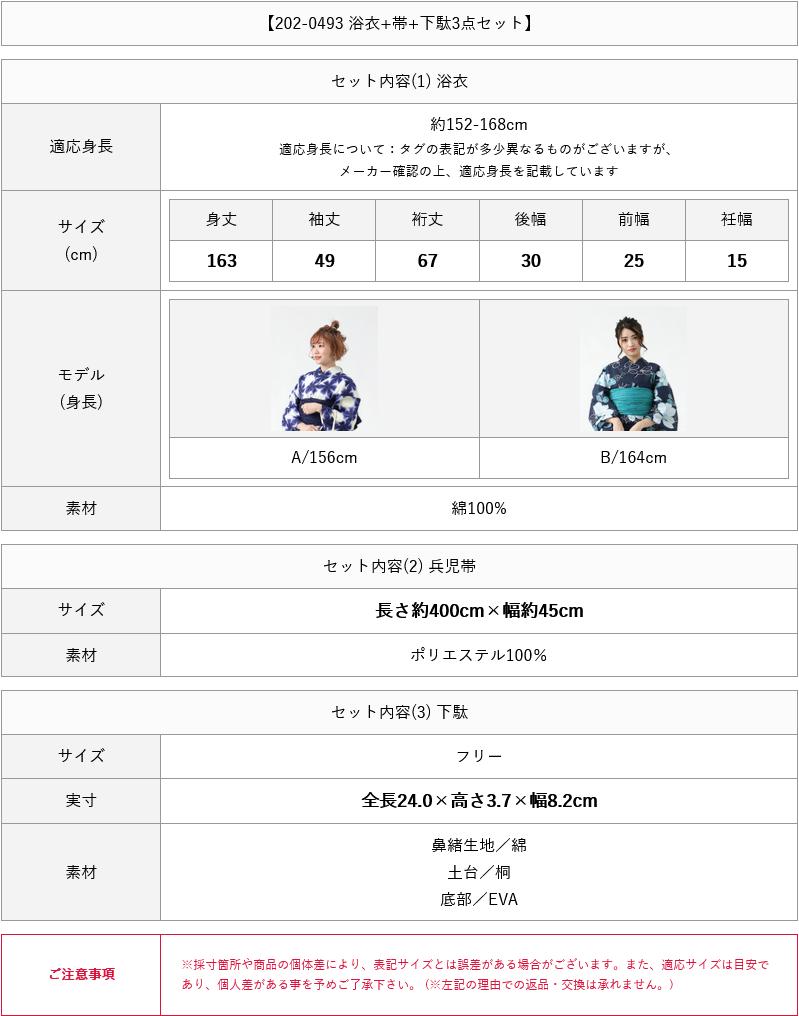 【202-0493 浴衣+帯+下駄3点セット】
セット内容(1) 浴衣
適応身長
約152-168cm
適応身長について：タグの表記が多少異なるものがございますが、
メーカー確認の上、適応身長を記載しています
サイズ
(cm)
身丈 袖丈 裄丈 後幅 前幅 衽幅
163 49 67 30 25 15
モデル
(身長)
A/156cm B/164cm
素材 綿100%
セット内容(2) 兵児帯
サイズ 長さ約400cm×幅約45cm
素材 ポリエステル100%
セット内容(3) 下駄
サイズ フリー
実寸 全長24.0×高さ3.7×幅8.2cm
素材
鼻緒生地／綿
土台／桐
底部／EVA
ご注意事項
※採寸箇所や商品の個体差により、表記サイズとは誤差がある場合がございます。また、適応サイズは目安で
あり、個人差がある事を予めご了承下さい。（※左記の理由での返品・交換は承れません。）